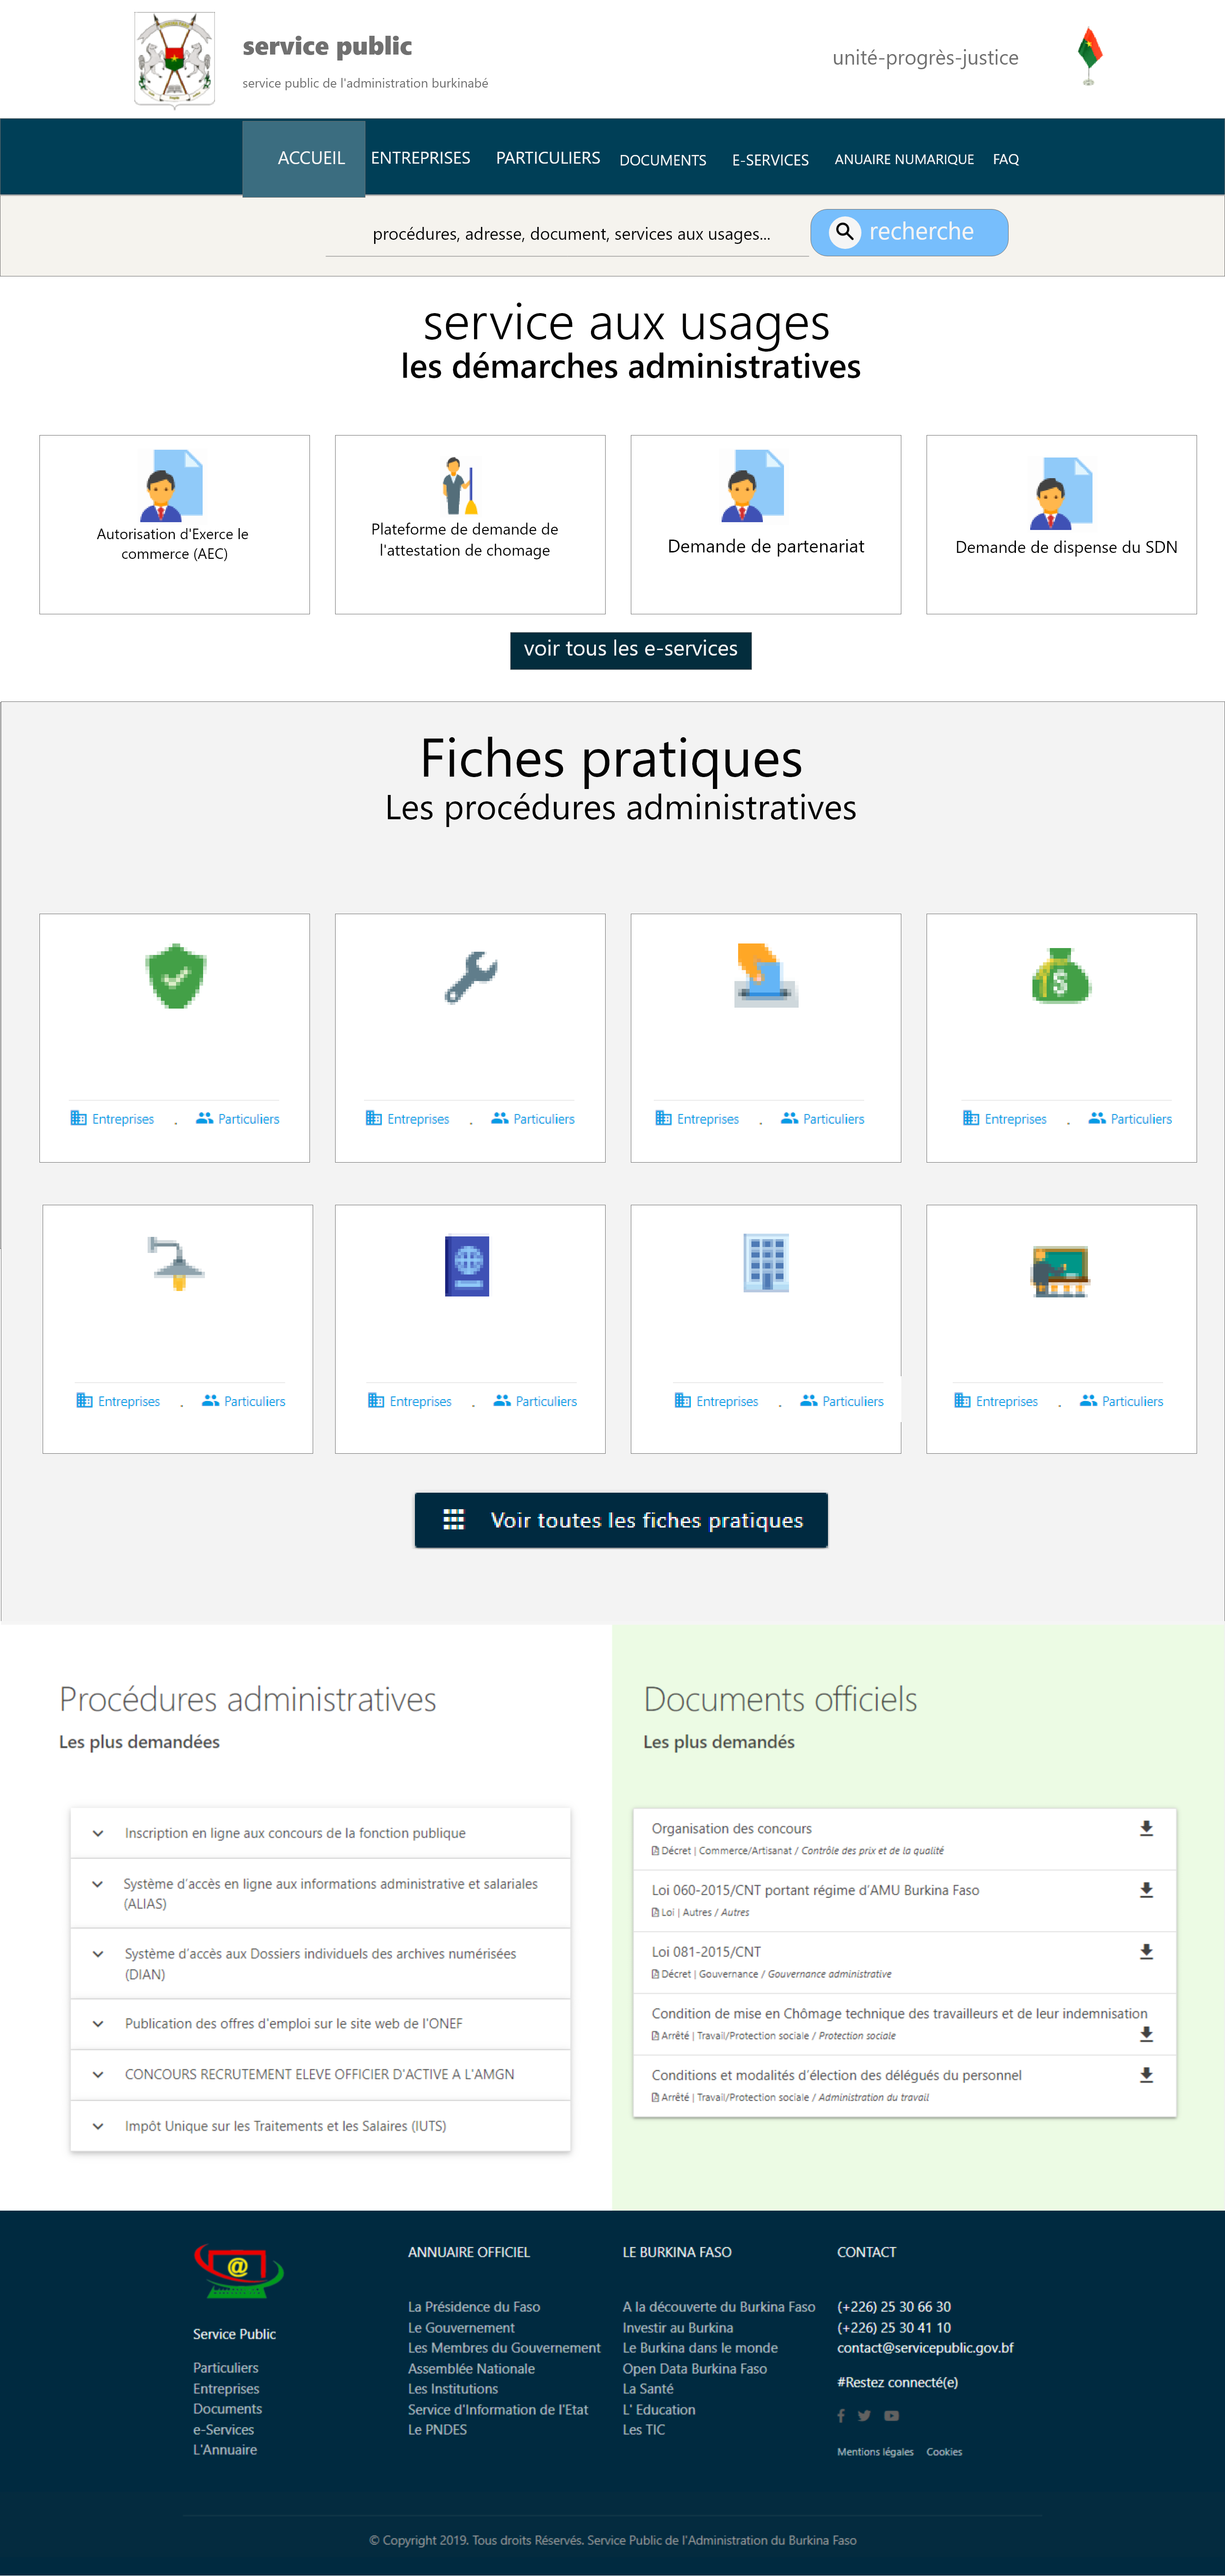 service public
service public de l'administration burkinabé
unité-progrès-justice
ACCUEIL ENTREPRISES PARTICULIERS DOCUMENTS E-SERVICES ANUAIRE NUMARIQUE FAQ
procédures, adresse, document, services aux usages...
recherche
service aux usages
les démarches administratives
Autorisation d'Exerce le
commerce (AEC)
Plateforme de demande de
l'attestation de chomage
Demande de partenariat
Demande de dispense du SDN
voir tous les e-services
Fiches pratiques
Les procédures administratives
Entreprises . Particuliers
Entreprises . Particuliers
Entreprises . Particuliers
Entreprises . Particuliers
Entreprises . Particuliers
Entreprises . Particuliers
Entreprises . Particuliers
Entreprises . Particuliers
Voir toutes les fiches pratiques
Procédures administratives
Les plus demandées
Inscription en ligne aux concours de la fonction publique
Système d'accès en ligne aux informations administrative et salariales
(ALIAS)
Système d'accès aux Dossiers individuels des archives numérisées
(DIAN)
Publication des offres d'emploi sur le site web de l'ONEF
CONCOURS RECRUTEMENT ELEVE OFFICIER D'ACTIVE A L'AMGN
Impôt Unique sur les Traitements et les Salaires (IUTS)
Documents officiels
Les plus demandés
Organisation des concours
Décret | Commerce/Artisanat / Contrôle des prix et de la qualité
Loi 060-2015/CNT portant régime d'AMU Burkina Faso
Loi | Autres / Autres
Loi 081-2015/CNT
Décret | Gouvernance / Gouvernance administrative
Condition de mise en Chômage technique des travailleurs et de leur indemnisation
Arrêté | Travail/Protection sociale / Protection sociale
Conditions et modalités d'élection des délégués du personnel
Arrêté | Travail/Protection sociale / Administration du travail
@
Service Public
Particuliers
Entreprises
Documents
e-Services
L'Annuaire
ANNUAIRE OFFICIEL
La Présidence du Faso
Le Gouvernement
Les Membres du Gouvernement
Assemblée Nationale
Les Institutions
Service d'Information de l'Etat
Le PNDES
LE BURKINA FASO
A la découverte du Burkina Faso
Investir au Burkina
Le Burkina dans le monde
Open Data Burkina Faso
La Santé
L' Education
Les TIC
CONTACT
(+226) 25 30 66 30
(+226) 25 30 41 10
contact@servicepublic.gov.bf
#Restez connecté(e)
Mentions légales Cookies
© Copyright 2019. Tous droits Réservés. Service Public de l'Administration du Burkina Faso